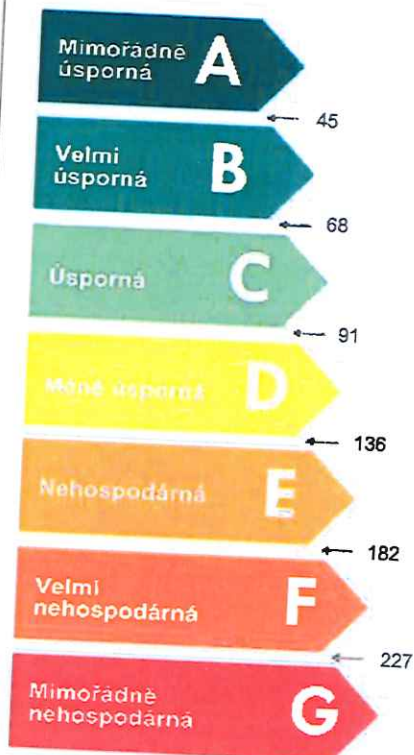 Mimořádně
úsporná A
45
Velmi
úsporná B
68
Úsporná C
91
Méně úsporná D
136
Nehospodárná E
182
Velmi
nehospodárná F
227
Mimořádně
nehospodárná G